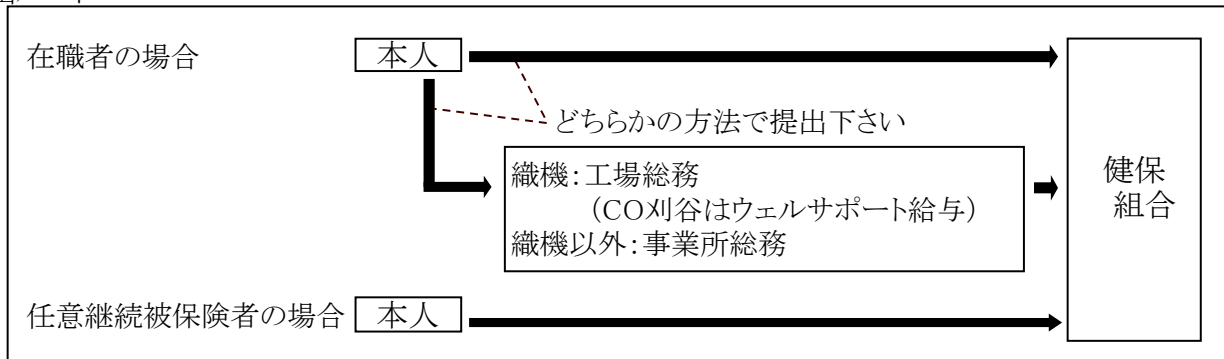 在職者の場合
本人
どちらかの方法で提出下さい
織機：工場総務
（CO刈谷はウェルサポート給与）
織機以外：事業所総務
健保
組合
任意継続被保険者の場合
本人